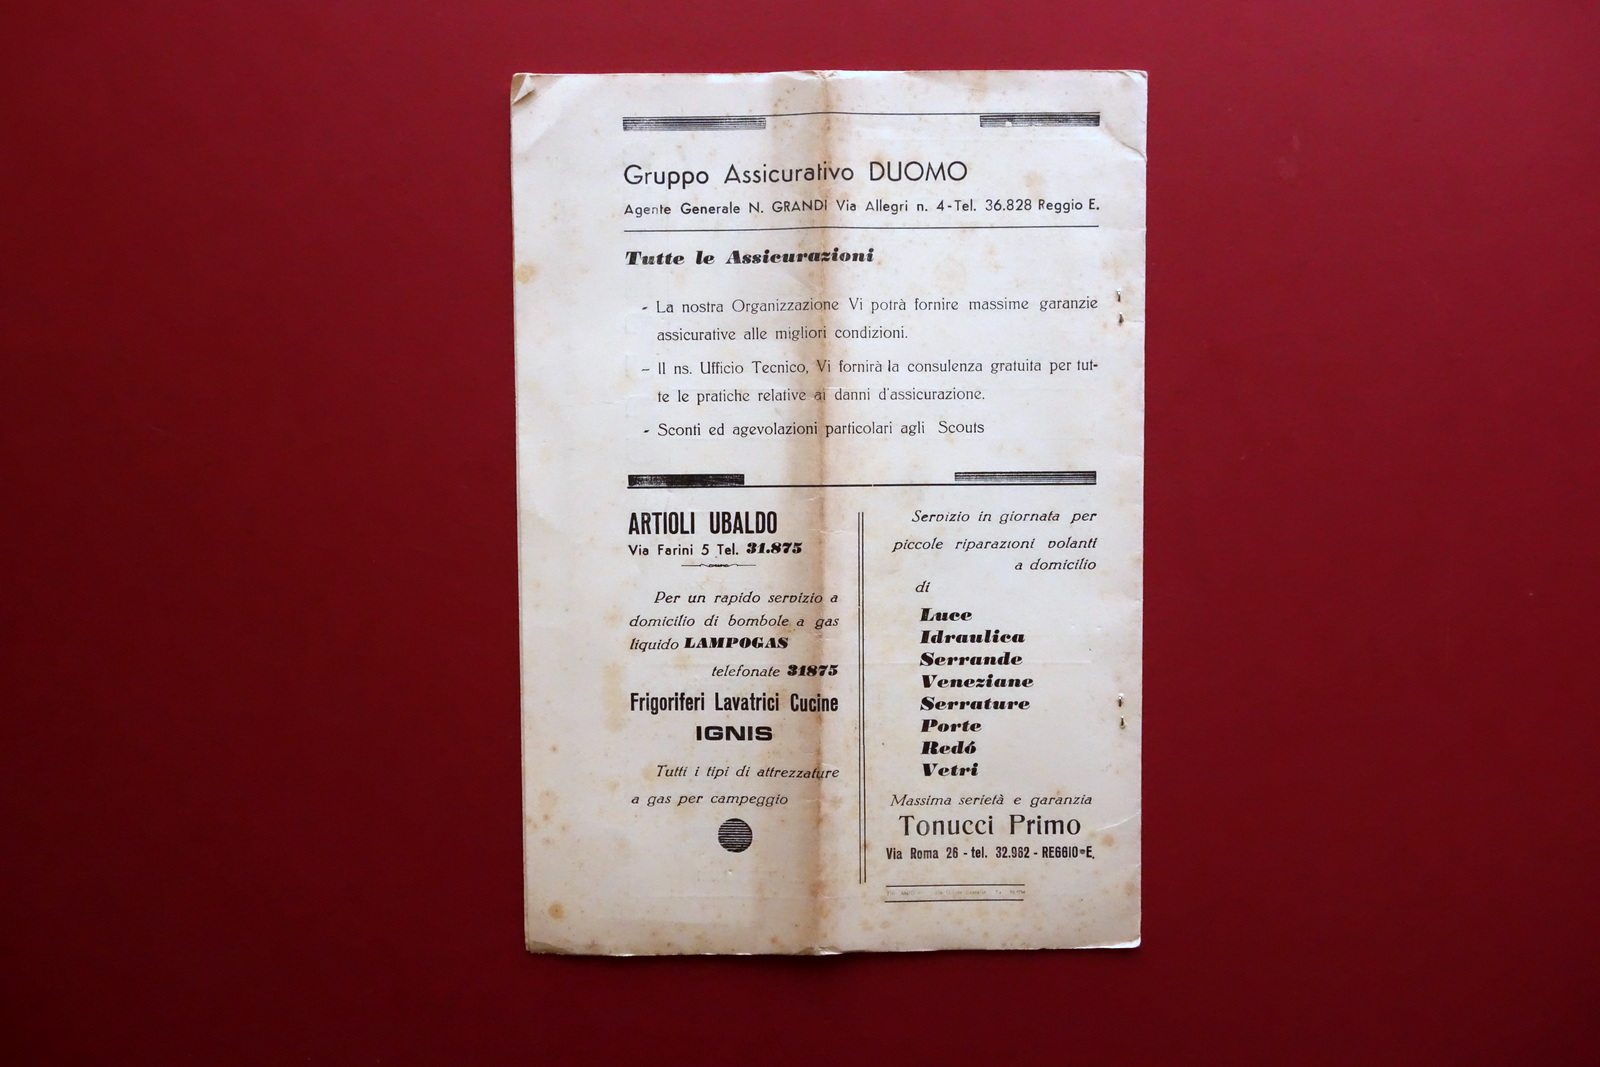 Gruppo Assicurativo DUOMO
Agente Generale N. GRANDI Via Allegri n. 4-Tel. 36.828 Reggio E.
Tutte le Assicurazioni
- La nostra Organizzazione Vi potrà fornire massime garanzie
assicurative alle migliori condizioni.
- Il ns. Ufficio Tecnico, Vi fornirà la consulenza gratuita per tut-
te le pratiche relative ai danni d'assicurazione.
- Sconti ed agevolazioni particolari agli Scouts
ARTIOLI UBALDO
Via Farini 5 Tel. 31.875
Per un rapido servizio a
domicilio di bombole a gas
liquido LAMPOGAS
telefonate 31875
Frigoriferi Lavatrici Cucine
IGNIS
Tutti i tipi di attrezzature
a gas per campeggio
Servizio in giornata per
piccole riparazioni volanti
a domicilio
di
Luce
Idraulica
Serrande
Veneziane
Serrature
Porte
Redó
Vetri
Massima serietà e garanzia
Tonucci Primo
Via Roma 26 - tel. 32.962 - REGGIO E.